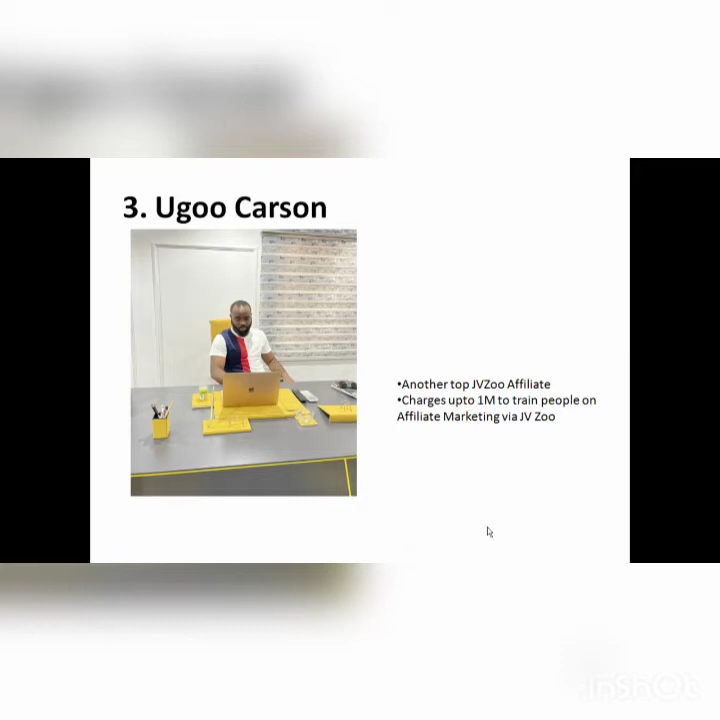 3. Ugoo Carson
•Another top JVZoo Affiliate
•Charges upto 1M to train people on
Affiliate Marketing via JV Zoo
INSHOT